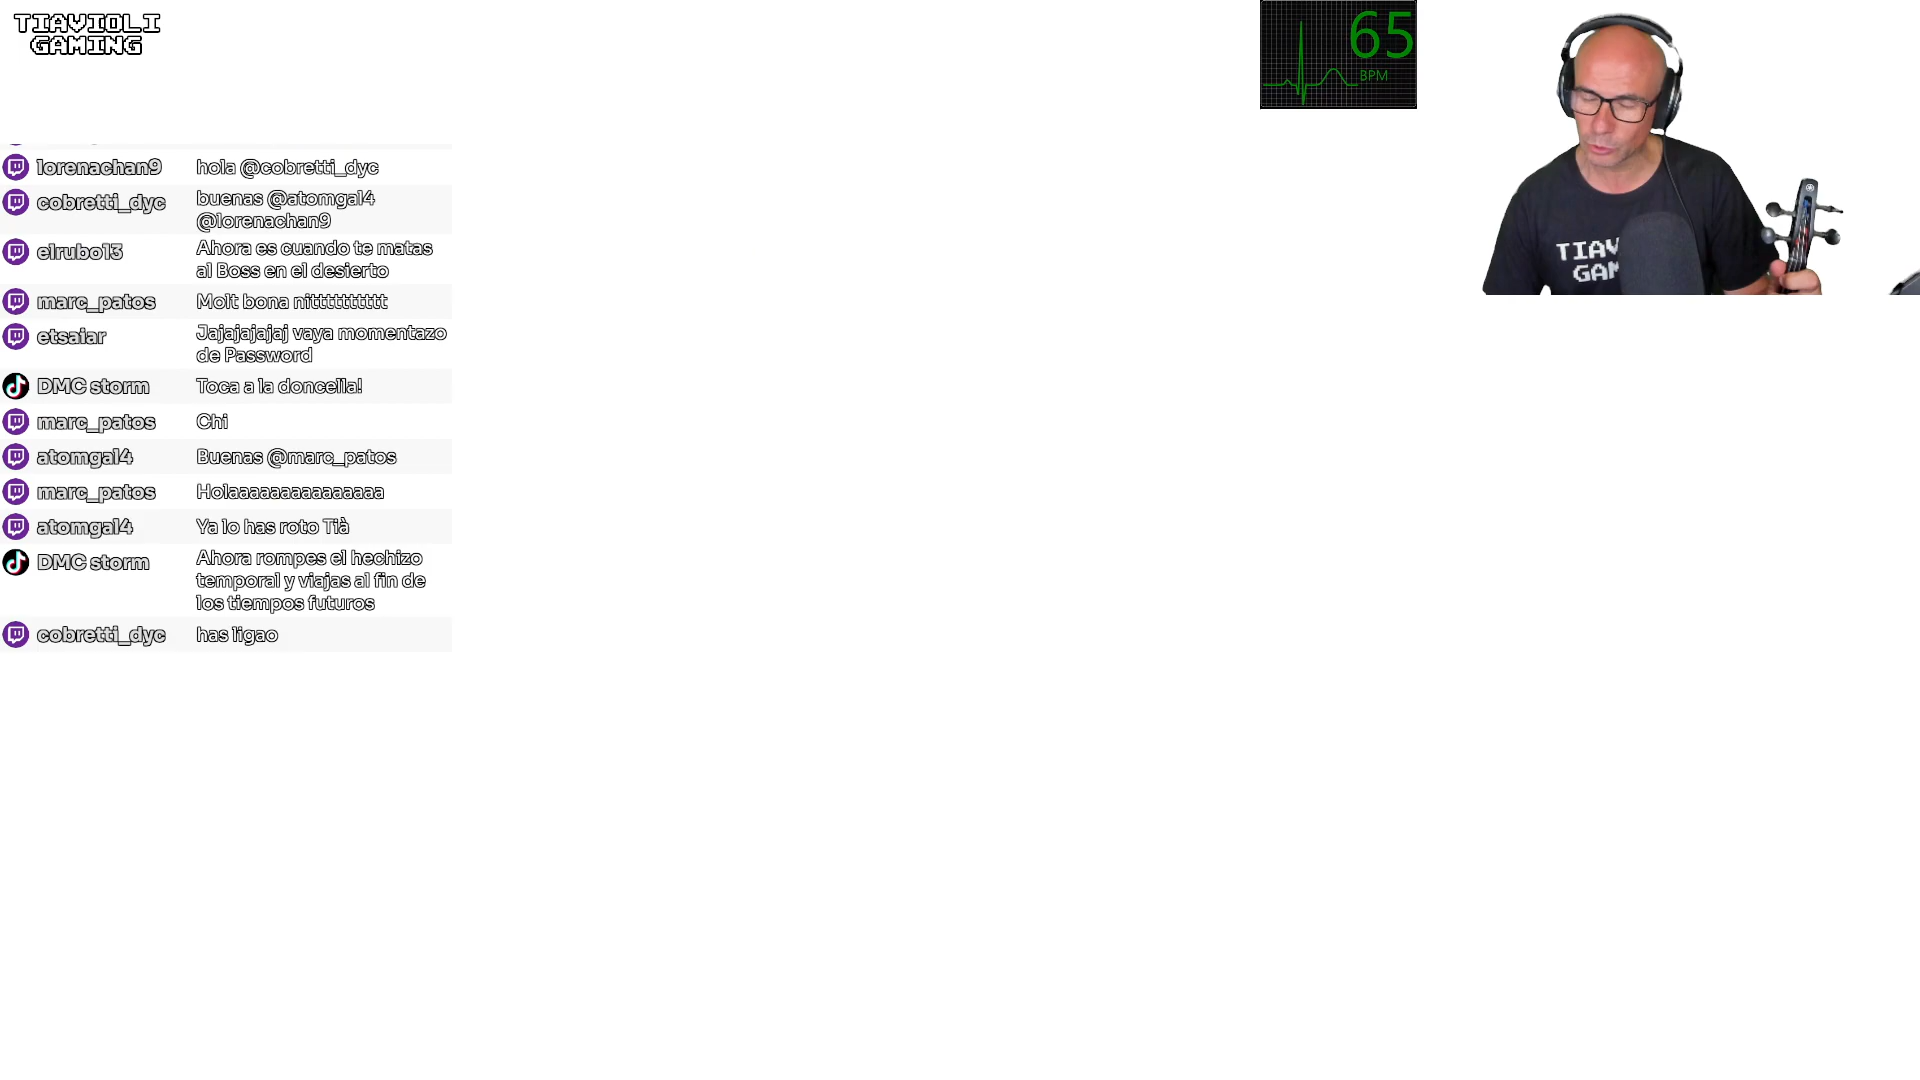 TIAVIOLI
GAMING
65
BPM
lorenachan9 hola @cobretti_dyc
cobretti_dyc buenas @atomgal4
@lorenachan9
elrubo13 Ahora es cuando te matas
al Boss en el desierto
marc_patos Molt bona nitttttttttt
etsaiar Jajajajajaj vaya momentazo
de Password
DMC storm Toca a la doncella!
marc_patos Chi
atomgal4 Buenas @marc_patos
marc_patos Holaaaaaaaaaaaaaaa
atomgal4 Ya lo has roto Tià
DMC storm Ahora rompes el hechizo
temporal y viajas al fin de
los tiempos futuros
cobretti_dyc has ligao
TIAV
GAM